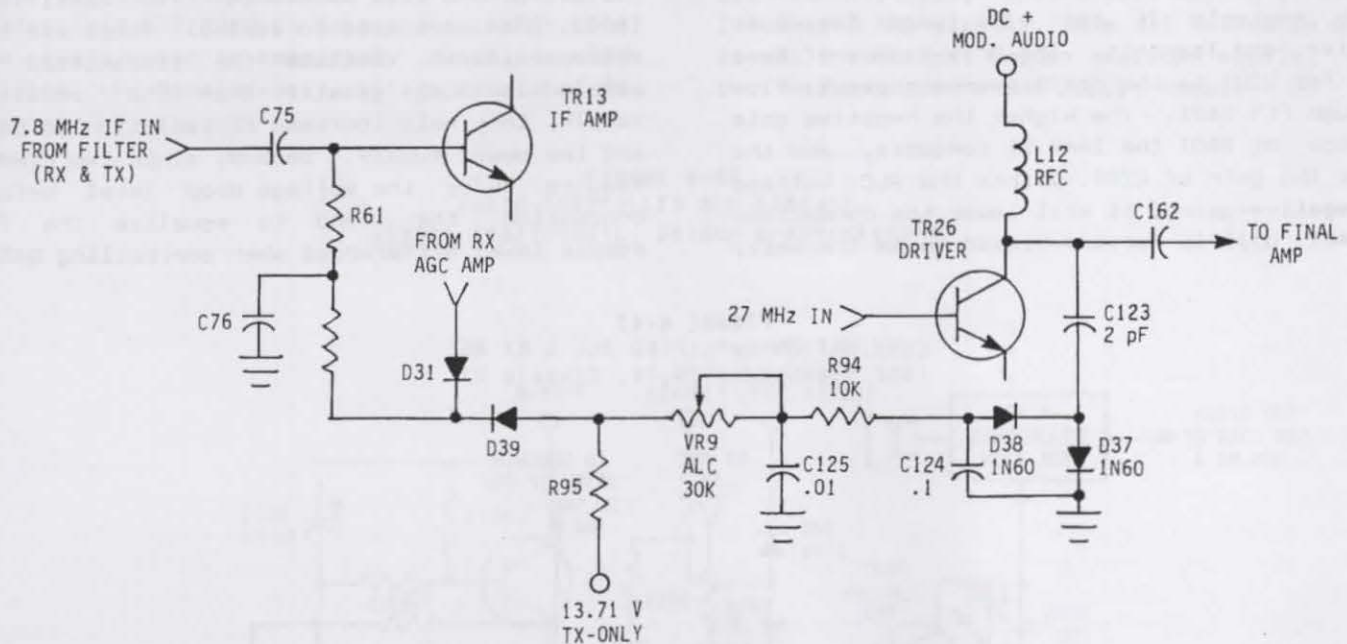 DC +
MOD. AUDIO
TR13
IF AMP
C75
7.8 MHz IF IN
FROM FILTER
(RX & TX)
L12
RFC
R61
C162
TO FINAL
AMP
TR26
DRIVER
FROM RX
AGC AMP
27 MHz IN
C123
2 pF
C76
D31
R94
10K
D39
VR9
ALC
30K
C125
.01
C124
.1
D38
1N60
D37
1N60
R95
13.71 V
TX-ONLY